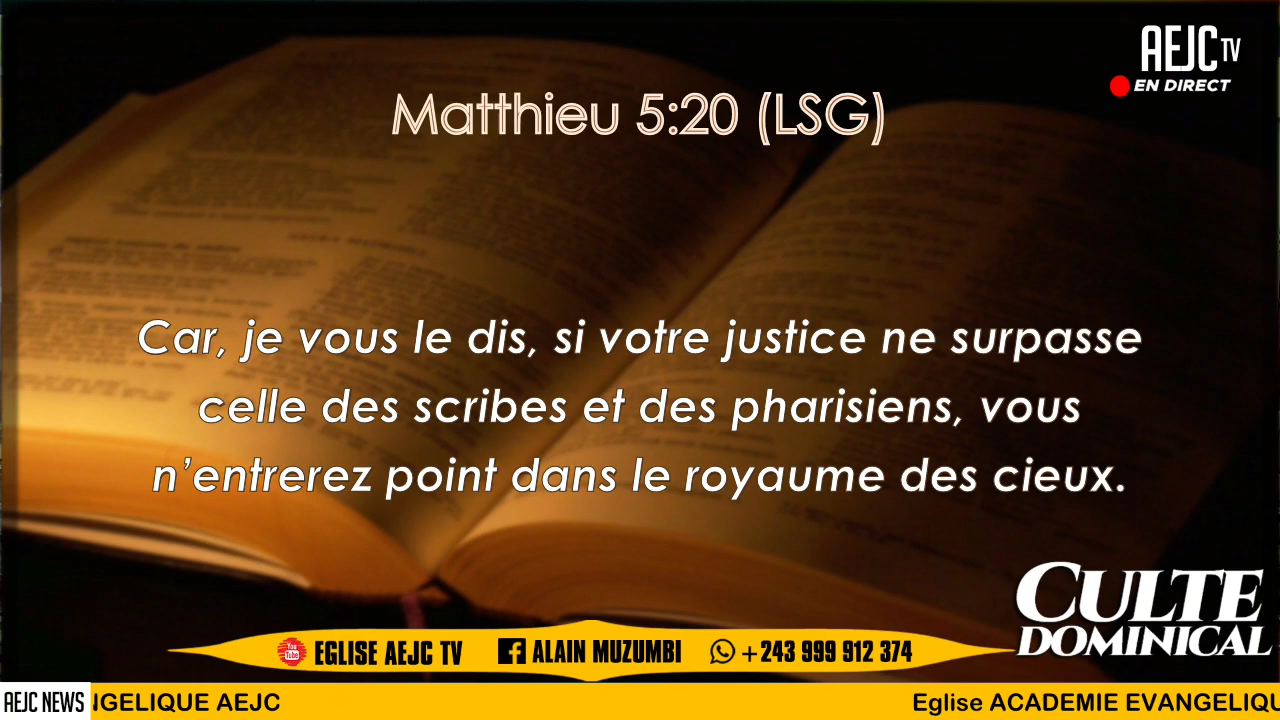 AEJC TV
EN DIRECT
Matthieu 5:20 (LSG)
Car, je vous le dis, si votre justice ne surpasse
celle des scribes et des pharisiens, vous
n’entrerez point dans le royaume des cieux.
CULTE
DOMINICAL
You
Tube
EGLISE AEJC TV
ALAIN MUZUMBI
+243 999 912 374
AEJC NEWS
NGELIQUE AEJC
Eglise ACADEMIE EVANGELIQU